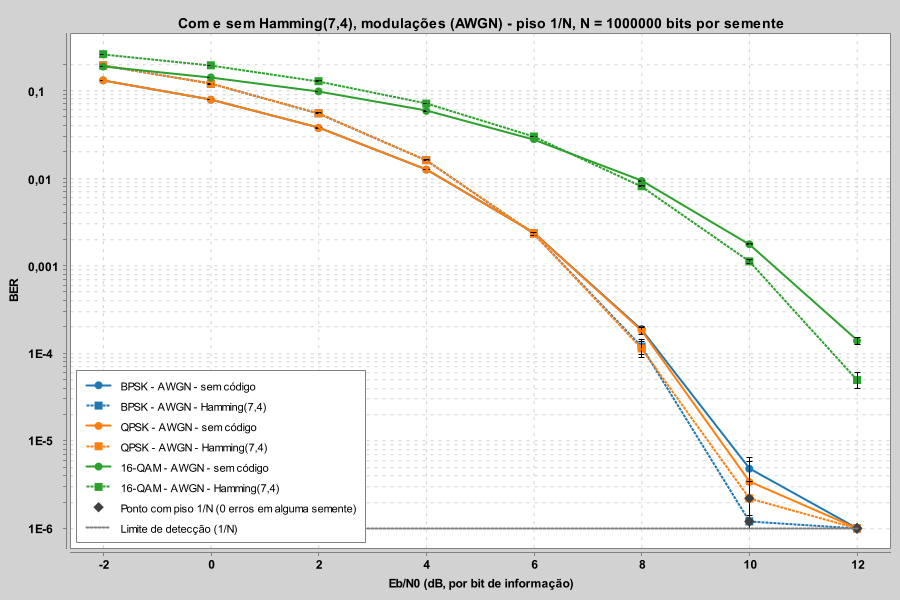 Com e sem Hamming(7,4), modulações (AWGN) - piso 1/N, N = 1000000 bits por semente
BER
0,1
0,01
0,001
1E-4
1E-5
1E-6
BPSK - AWGN - sem código
BPSK - AWGN - Hamming(7,4)
QPSK - AWGN - sem código
QPSK - AWGN - Hamming(7,4)
16-QAM - AWGN - sem código
16-QAM - AWGN - Hamming(7,4)
Ponto com piso 1/N (0 erros em alguma semente)
Limite de detecção (1/N)
-2 0 2 4 6 8 10 12
Eb/N0 (dB, por bit de informação)